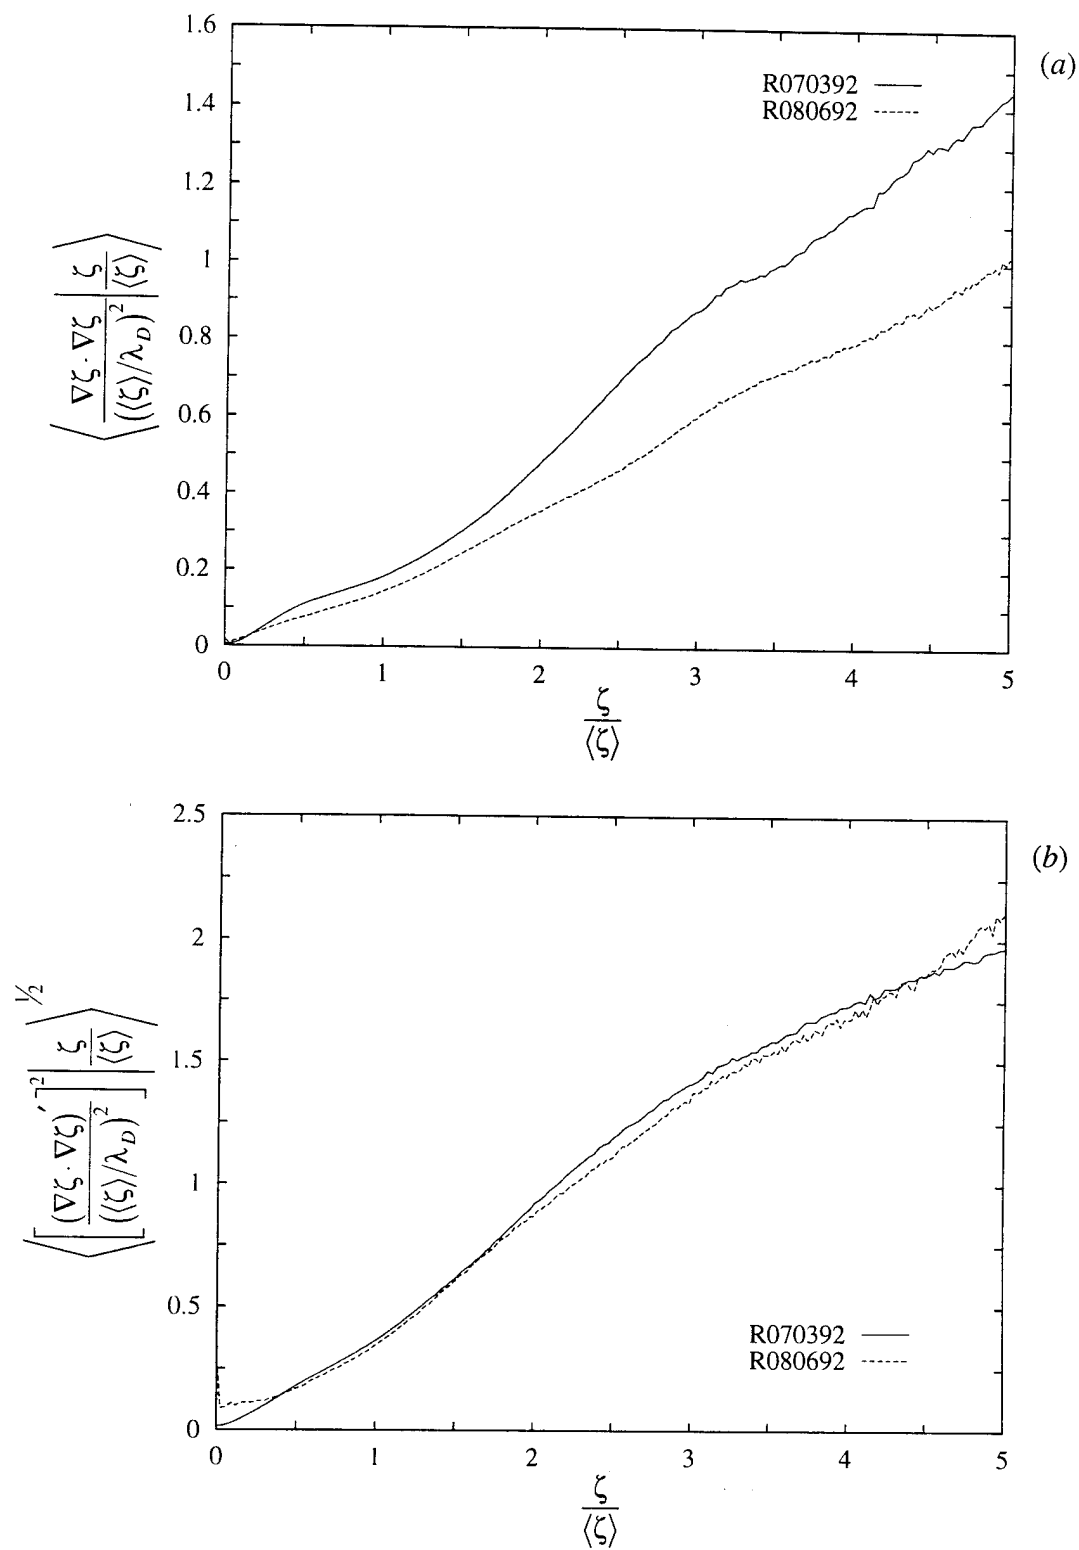 (a)
1.6
1.4
1.2
1
0.8
0.6
0.4
0.2
0
R070392
R080692
⟨ ∇ζ · ∇ζ / (⟨ζ⟩/λ_D)² | ζ / ⟨ζ⟩ ⟩
0 1 2 3 4 5
ζ / ⟨ζ⟩
(b)
2.5
2
1.5
1
0.5
0
⟨ [ (∇ζ · ∇ζ)′ / (⟨ζ⟩/λ_D)² ]² | ζ / ⟨ζ⟩ ⟩^½
R070392
R080692
0 1 2 3 4 5
ζ / ⟨ζ⟩